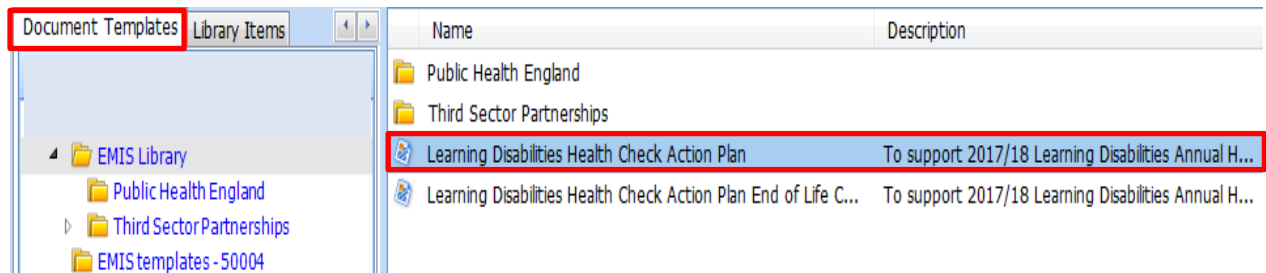 Document Templates Library Items
EMIS Library
Public Health England
Third Sector Partnerships
EMIS templates - 50004
Name Description
Public Health England
Third Sector Partnerships
Learning Disabilities Health Check Action Plan To support 2017/18 Learning Disabilities Annual H...
Learning Disabilities Health Check Action Plan End of Life C... To support 2017/18 Learning Disabilities Annual H...